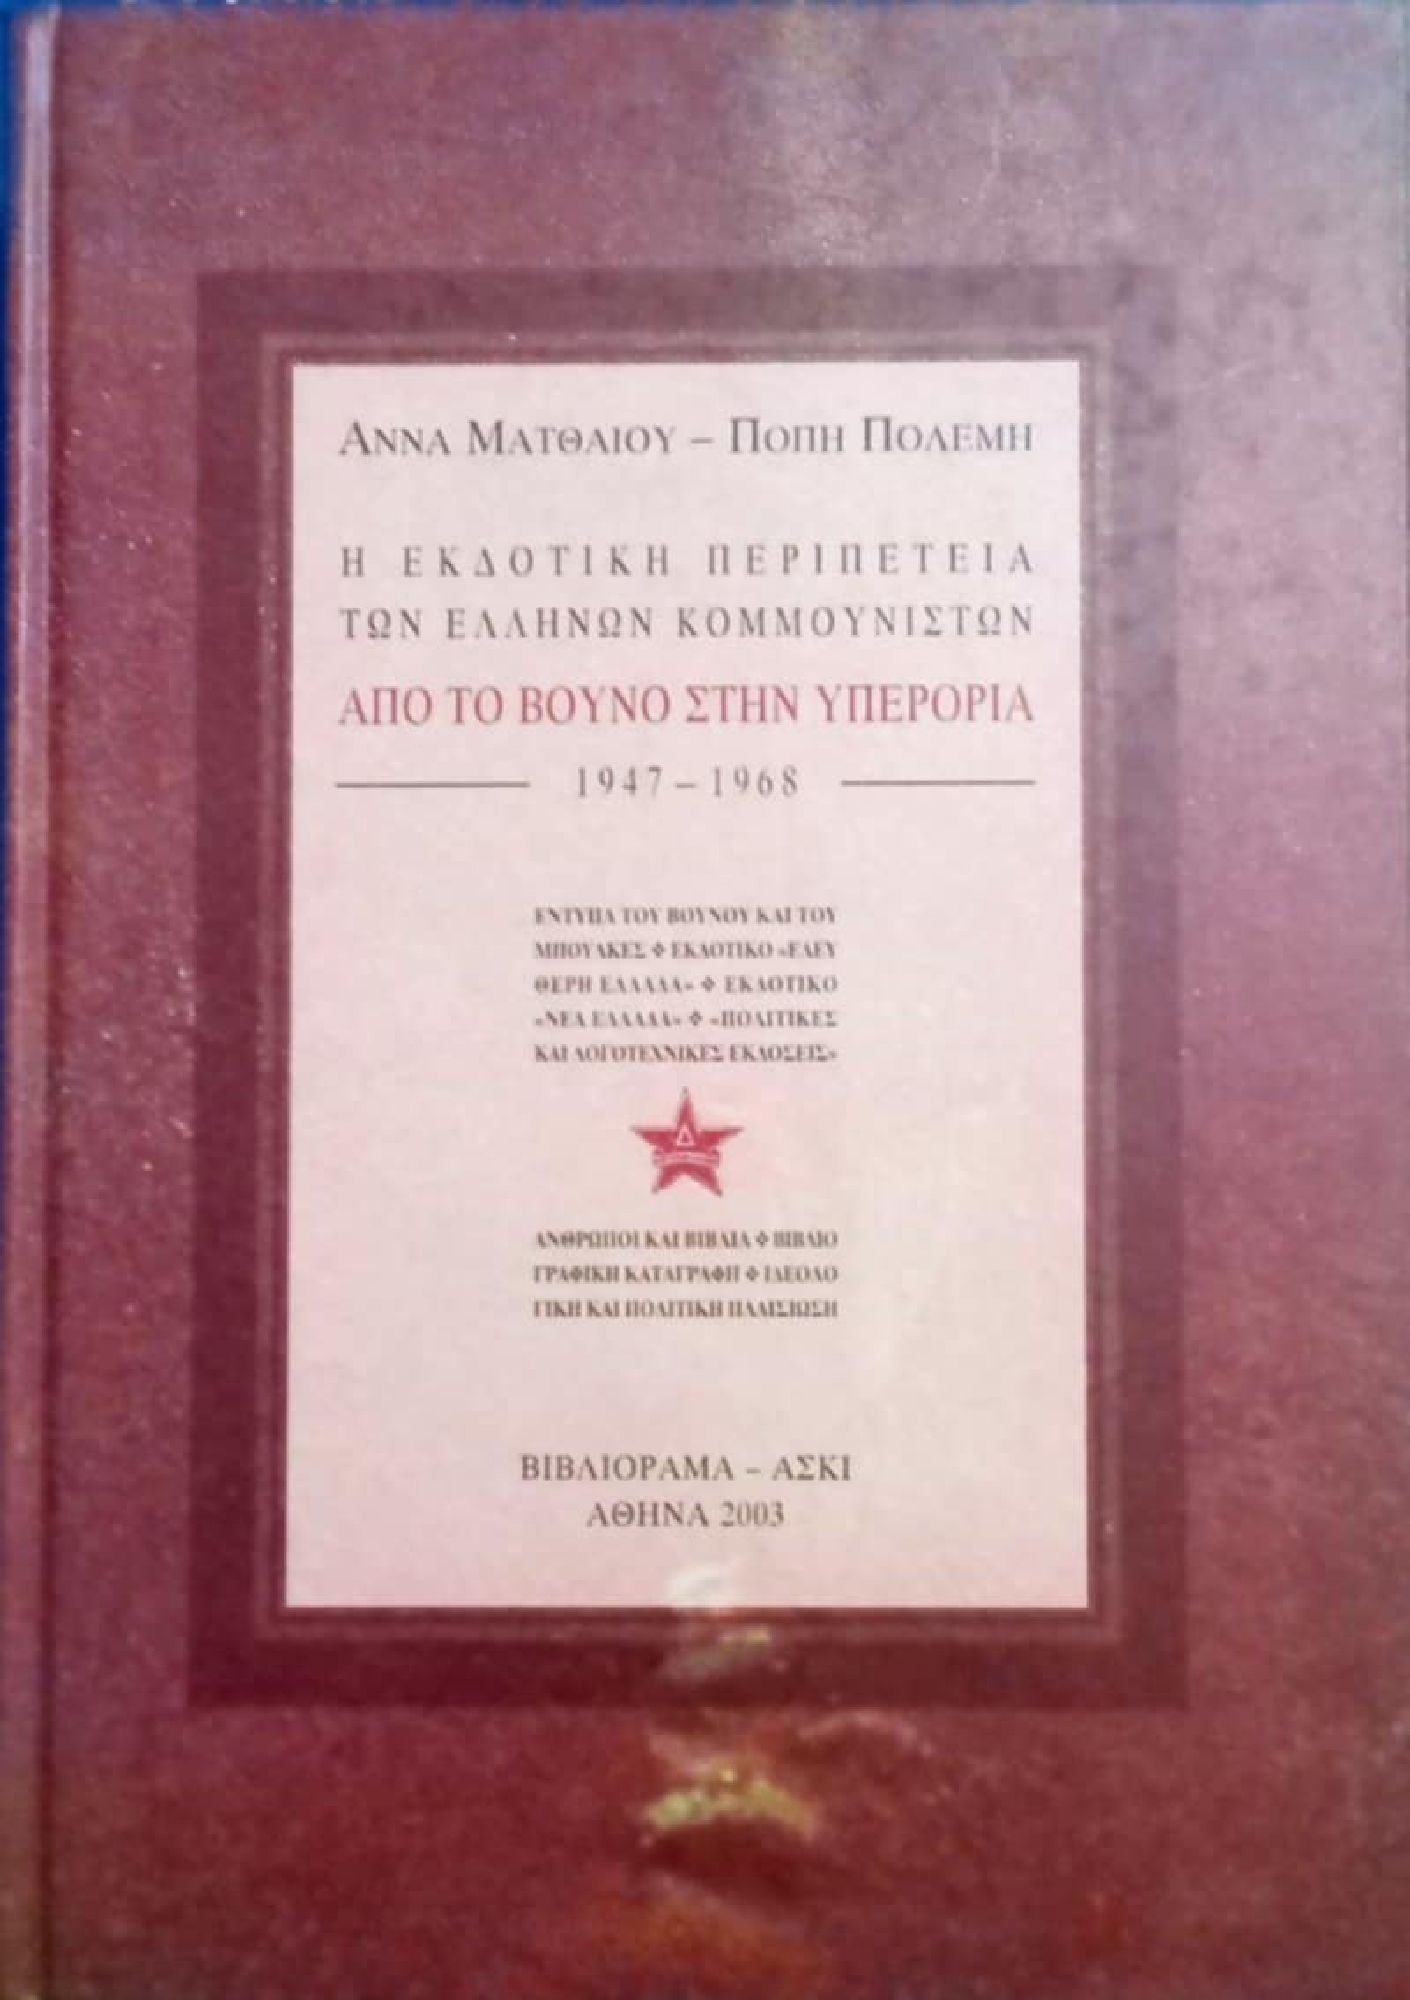 ΑΝΝΑ ΜΑΤΘΑΙΟΥ – ΠΟΠΗ ΠΟΛΕΜΗ
Η ΕΚΔΟΤΙΚΗ ΠΕΡΙΠΕΤΕΙΑ
ΤΩΝ ΕΛΛΗΝΩΝ ΚΟΜΜΟΥΝΙΣΤΩΝ
ΑΠΟ ΤΟ ΒΟΥΝΟ ΣΤΗΝ ΥΠΕΡΟΡΙΑ
1947 – 1968
ΕΝΤΥΠΑ ΤΟΥ ΒΟΥΝΟΥ ΚΑΙ ΤΟΥ
ΜΠΟΥΛΚΕΣ ❖ ΕΚΔΟΤΙΚΟ «ΕΛΕΥ
ΘΕΡΗ ΕΛΛΑΔΑ» ❖ ΕΚΔΟΤΙΚΟ
«ΝΕΑ ΕΛΛΑΔΑ» ❖ «ΠΟΛΙΤΙΚΕΣ
ΚΑΙ ΛΟΓΟΤΕΧΝΙΚΕΣ ΕΚΔΟΣΕΙΣ»
Δ
ΑΝΘΡΩΠΟΙ ΚΑΙ ΒΙΒΛΙΑ ❖ ΒΙΒΛΙΟ
ΓΡΑΦΙΚΗ ΚΑΤΑΓΡΑΦΗ ❖ ΙΔΕΟΛΟ
ΓΙΚΗ ΚΑΙ ΠΟΛΙΤΙΚΗ ΠΛΑΙΣΙΩΣΗ
ΒΙΒΛΙΟΡΑΜΑ – ΑΣΚΙ
ΑΘΗΝΑ 2003